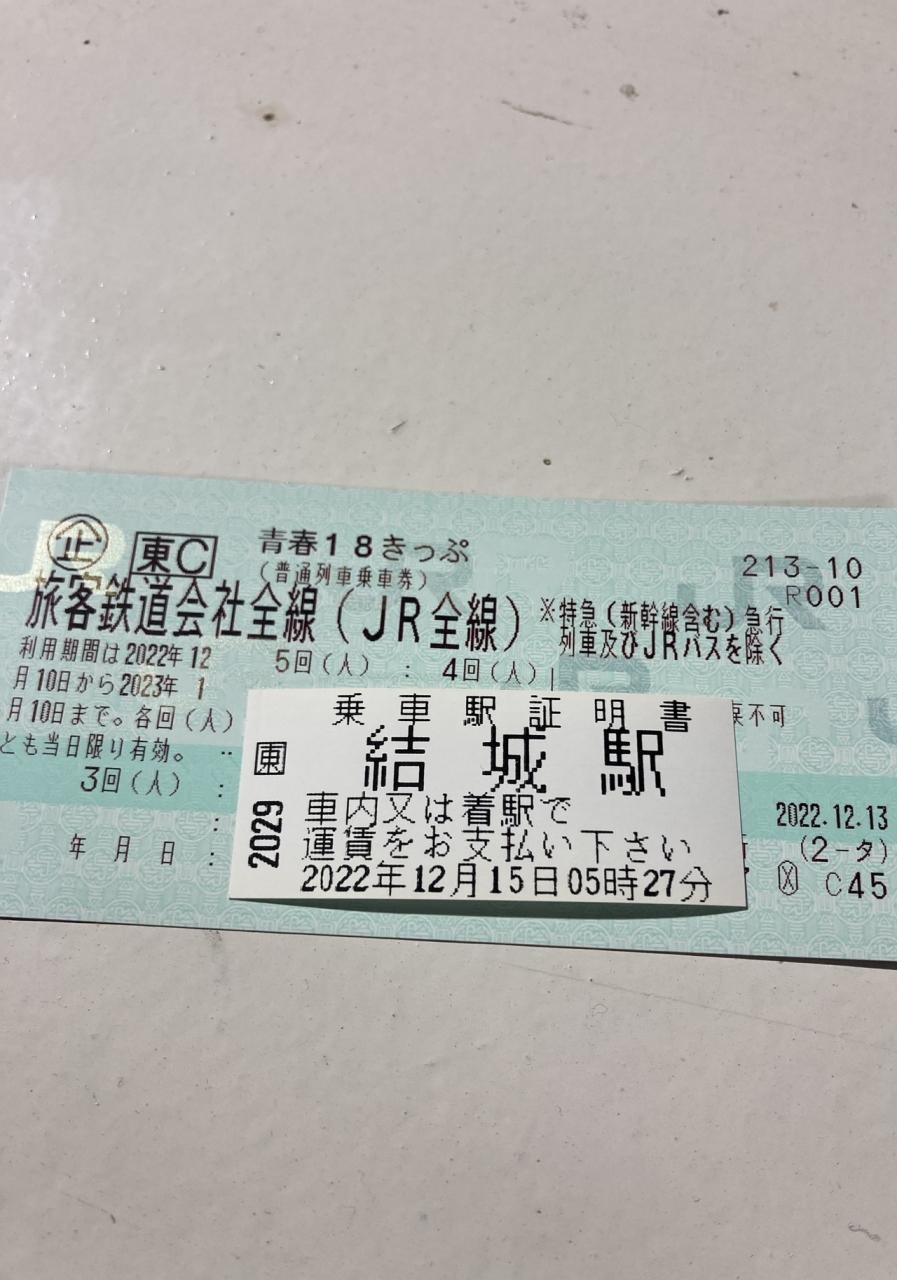 企 東C 青春18きっぷ 213-10
(普通列車乗車券) R001
旅客鉄道会社全線(JR全線)
※特急(新幹線含む)急行
列車及びJRバスを除く
利用期間は2022年12
月10日から2023年 1
月10日まで。各回(人)
とも当日限り有効。
5回(人) : 4回(人)
3回(人) :
年 月 日 :
不可
2022.12.13
(2-タ)
C45
乗車駅証明書
東 結城駅
2029
車内又は着駅で
運賃をお支払い下さい
2022年12月15日05時27分